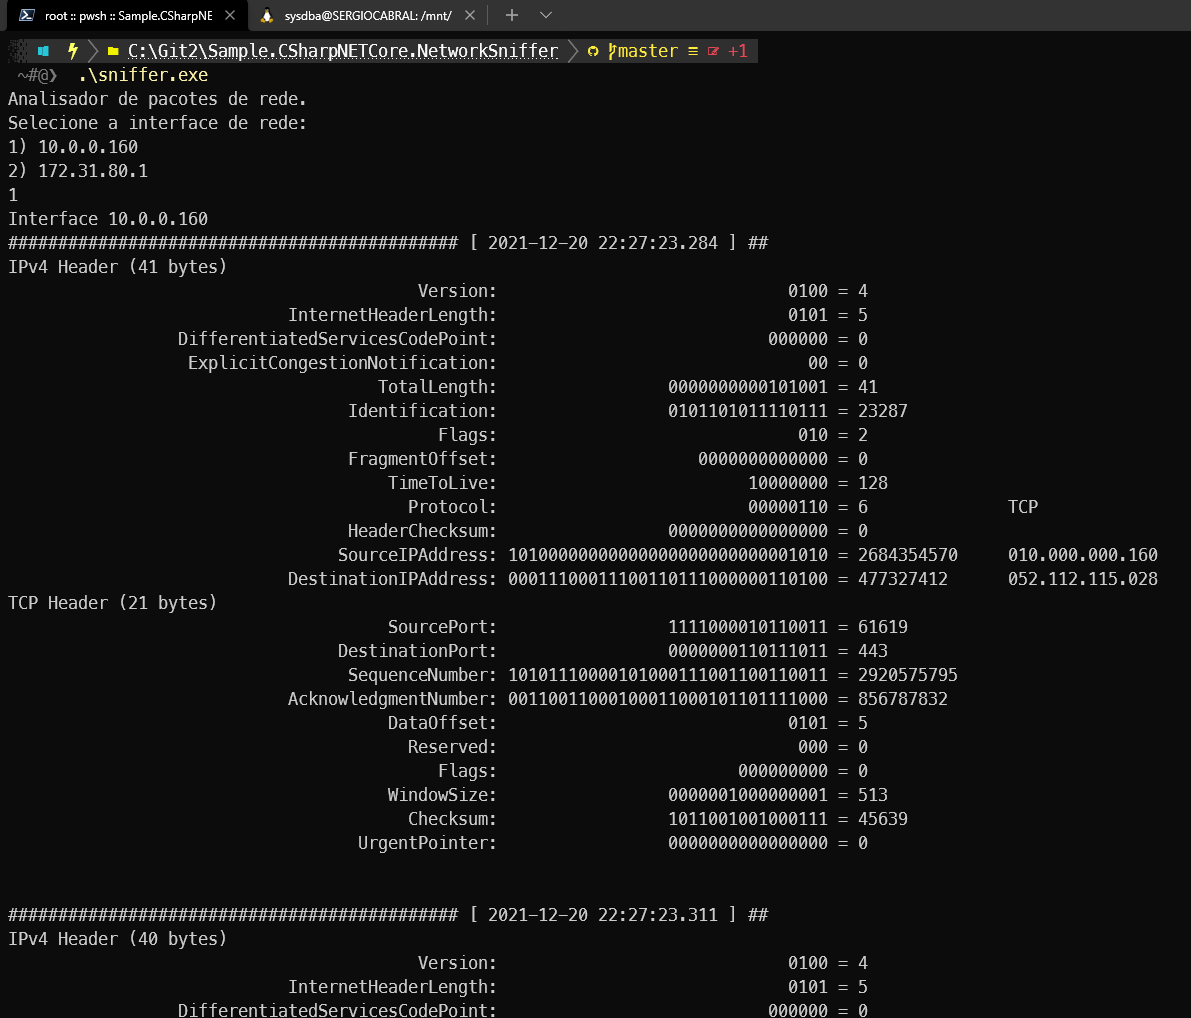 root :: pwsh :: Sample.CSharpNE sysdba@SERGIOCABRAL: /mnt/
C:\Git2\Sample.CSharpNETCore.NetworkSniffer master ≡ +1
~#@❯ .\sniffer.exe
Analisador de pacotes de rede.
Selecione a interface de rede:
1) 10.0.0.160
2) 172.31.80.1
1
Interface 10.0.0.160
############################################# [ 2021-12-20 22:27:23.284 ] ##
IPv4 Header (41 bytes)
Version: 0100 = 4
InternetHeaderLength: 0101 = 5
DifferentiatedServicesCodePoint: 000000 = 0
ExplicitCongestionNotification: 00 = 0
TotalLength: 0000000000101001 = 41
Identification: 0101101011110111 = 23287
Flags: 010 = 2
FragmentOffset: 0000000000000 = 0
TimeToLive: 10000000 = 128
Protocol: 00000110 = 6 TCP
HeaderChecksum: 0000000000000000 = 0
SourceIPAddress: 10100000000000000000000000001010 = 2684354570 010.000.000.160
DestinationIPAddress: 00011100011100110111000000110100 = 477327412 052.112.115.028
TCP Header (21 bytes)
SourcePort: 1111000010110011 = 61619
DestinationPort: 0000000110111011 = 443
SequenceNumber: 10101110000101000111001100110011 = 2920575795
AcknowledgmentNumber: 00110011000100011000101101111000 = 856787832
DataOffset: 0101 = 5
Reserved: 000 = 0
Flags: 000000000 = 0
WindowSize: 0000001000000001 = 513
Checksum: 1011001001000111 = 45639
UrgentPointer: 0000000000000000 = 0
############################################# [ 2021-12-20 22:27:23.311 ] ##
IPv4 Header (40 bytes)
Version: 0100 = 4
InternetHeaderLength: 0101 = 5
DifferentiatedServicesCodePoint: 000000 = 0